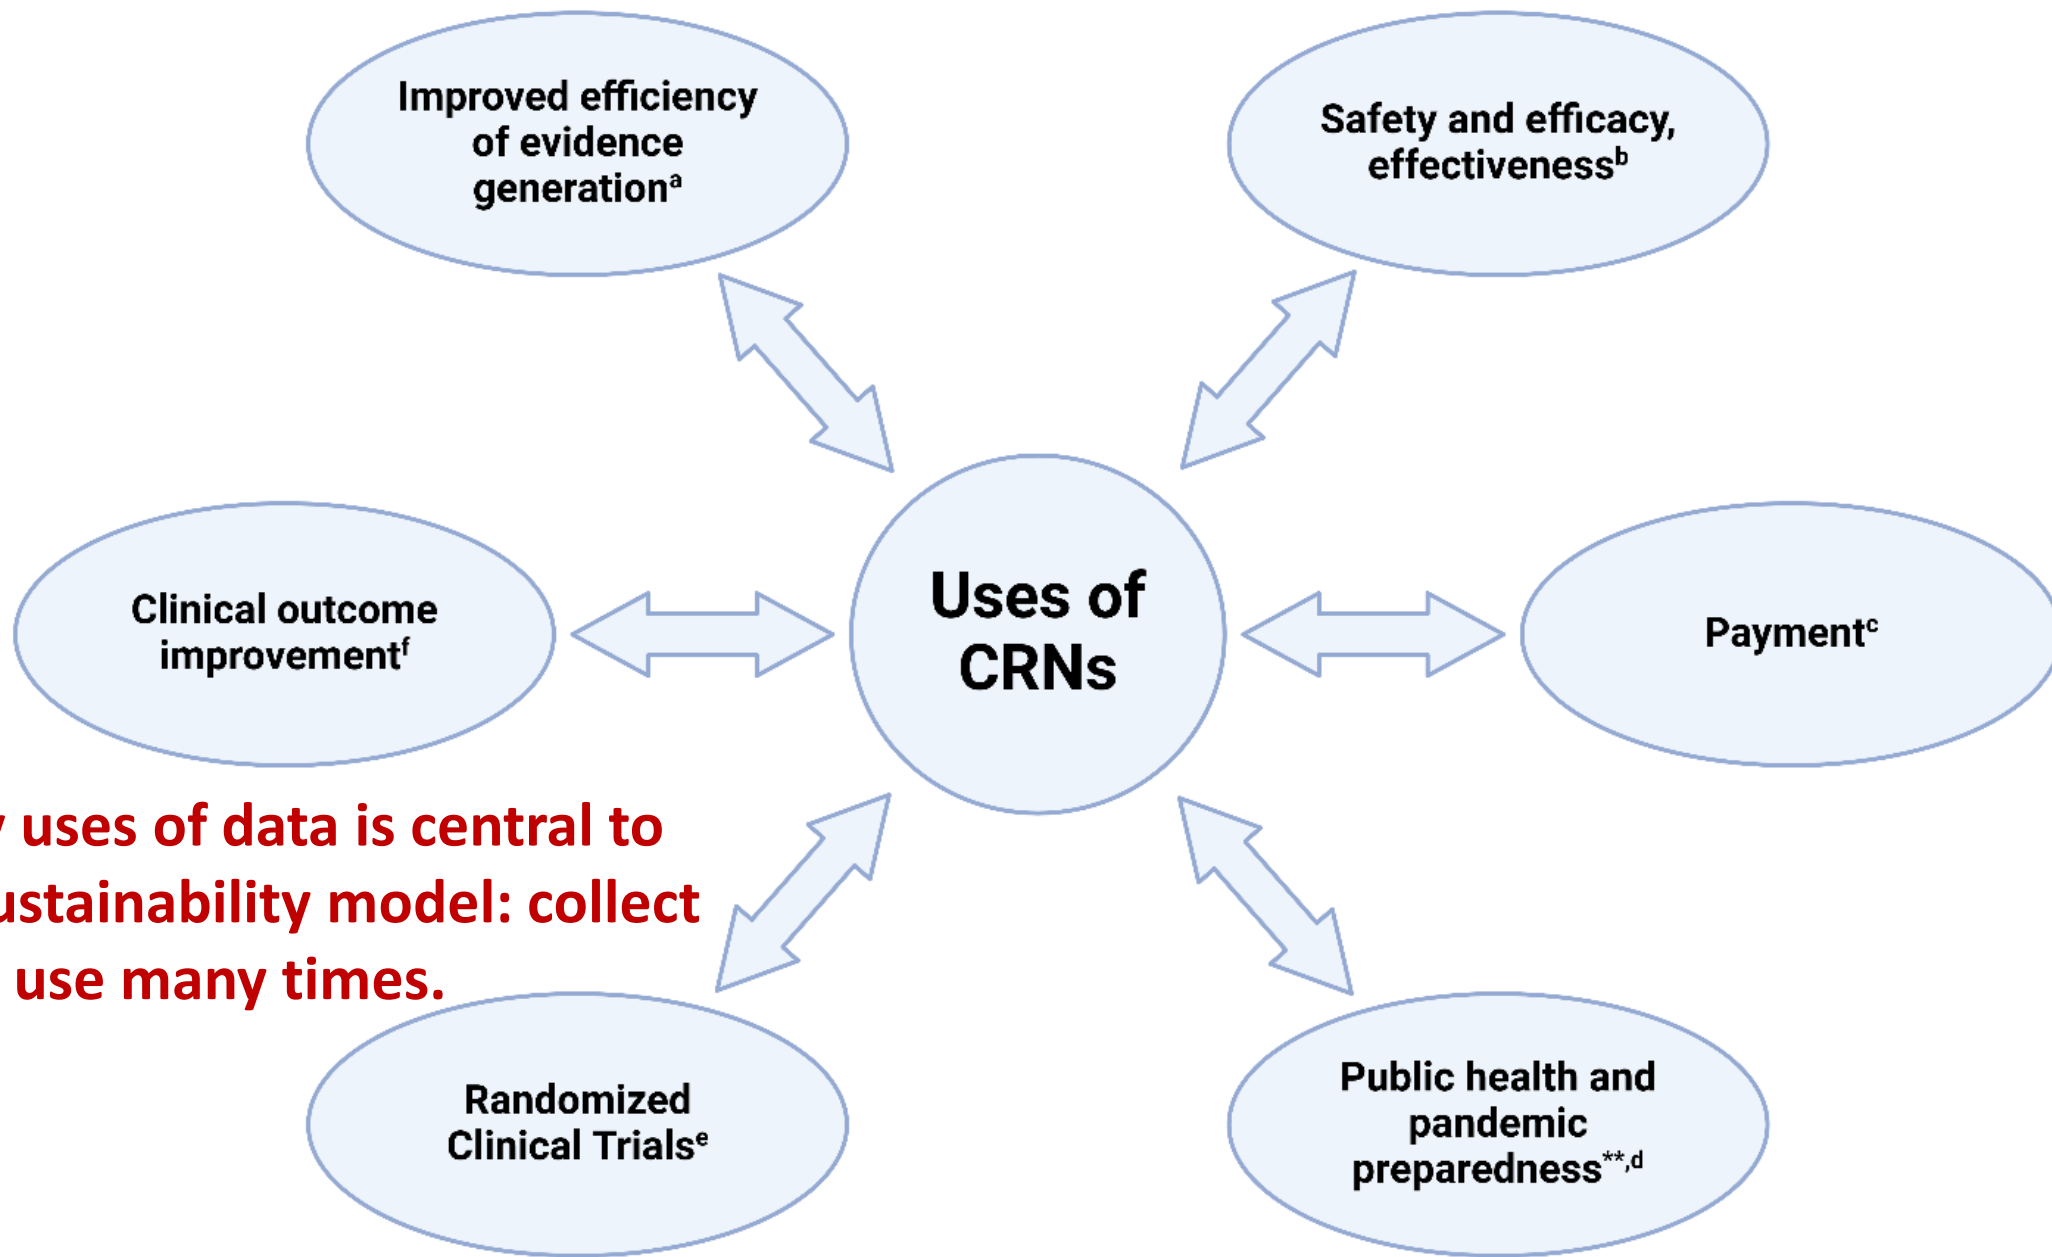 Improved efficiency
of evidence
generationᵃ
Safety and efficacy,
effectivenessᵇ
Clinical outcome
improvementᶠ
Uses of
CRNs
Paymentᶜ
uses of data is central to
ustainability model: collect
use many times.
Randomized
Clinical Trialsᵉ
Public health and
pandemic
preparedness**,ᵈ